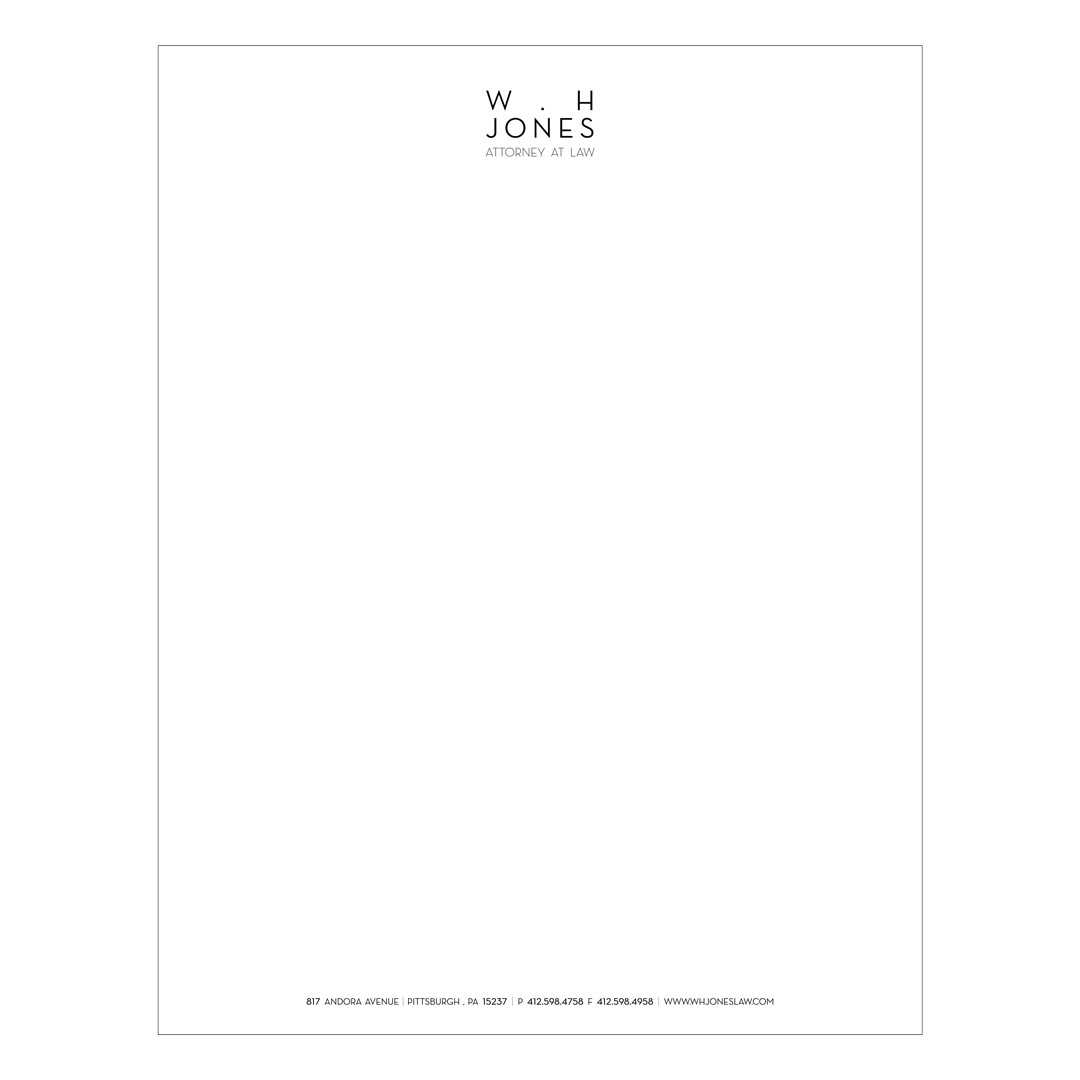 W . H
JONES
ATTORNEY AT LAW
817 ANDORA AVENUE | PITTSBURGH , PA 15237 | P 412.598.4758 F 412.598.4958 | WWW.WHJONESLAW.COM